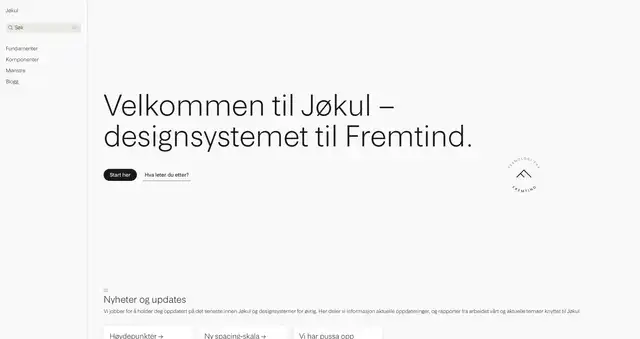 Jøkul
Søk
Fundamenter
Komponenter
Mønstre
Blogg
Velkommen til Jøkul –
designsystemet til Fremtind.
Start her
Hva leter du etter?
FREMTIND
Nyheter og updates
Vi jobber for å holde deg oppdatert på det seneste innen Jøkul og designsystemer for øvrig. Her deler vi informasjon aktuelle oppdateringer, og rapporter fra arbeidet vårt og aktuelle temaer knyttet til Jøkul
Høydepunkter →
Ny spacing-skala →
Vi har pussa opp